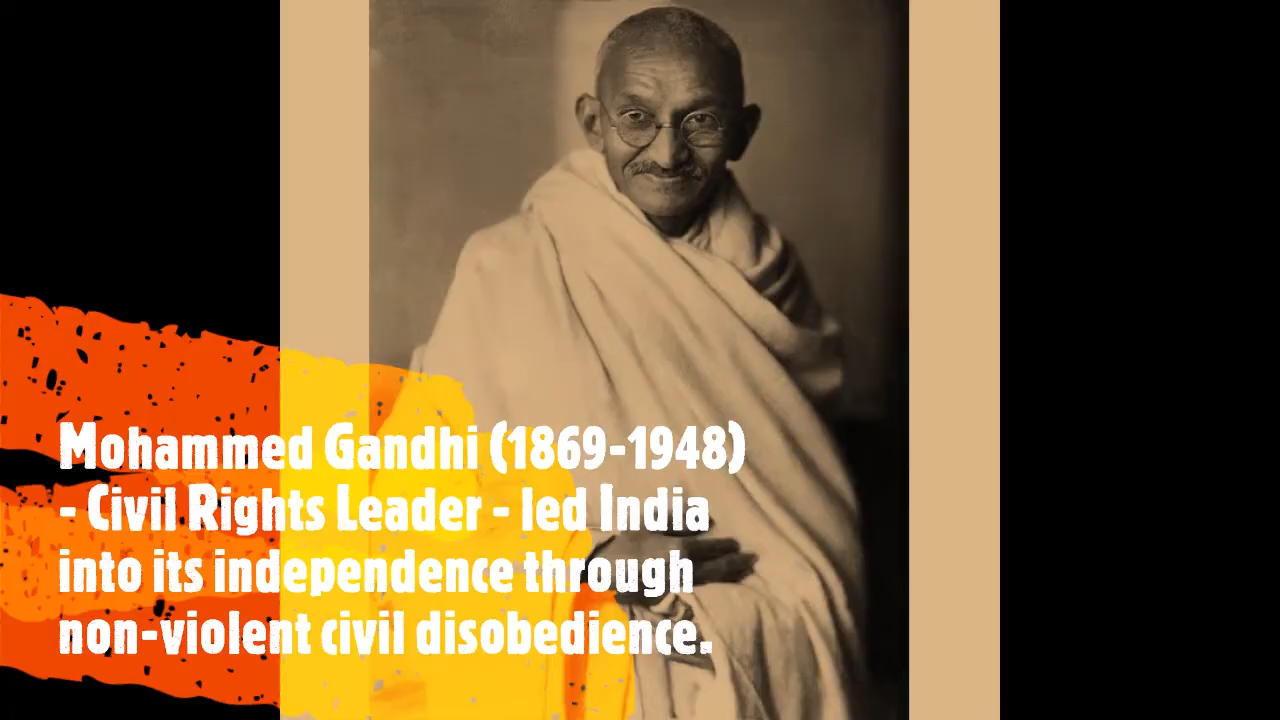 Mohammed Gandhi (1869-1948)
- Civil Rights Leader - led India
into its independence through
non-violent civil disobedience.